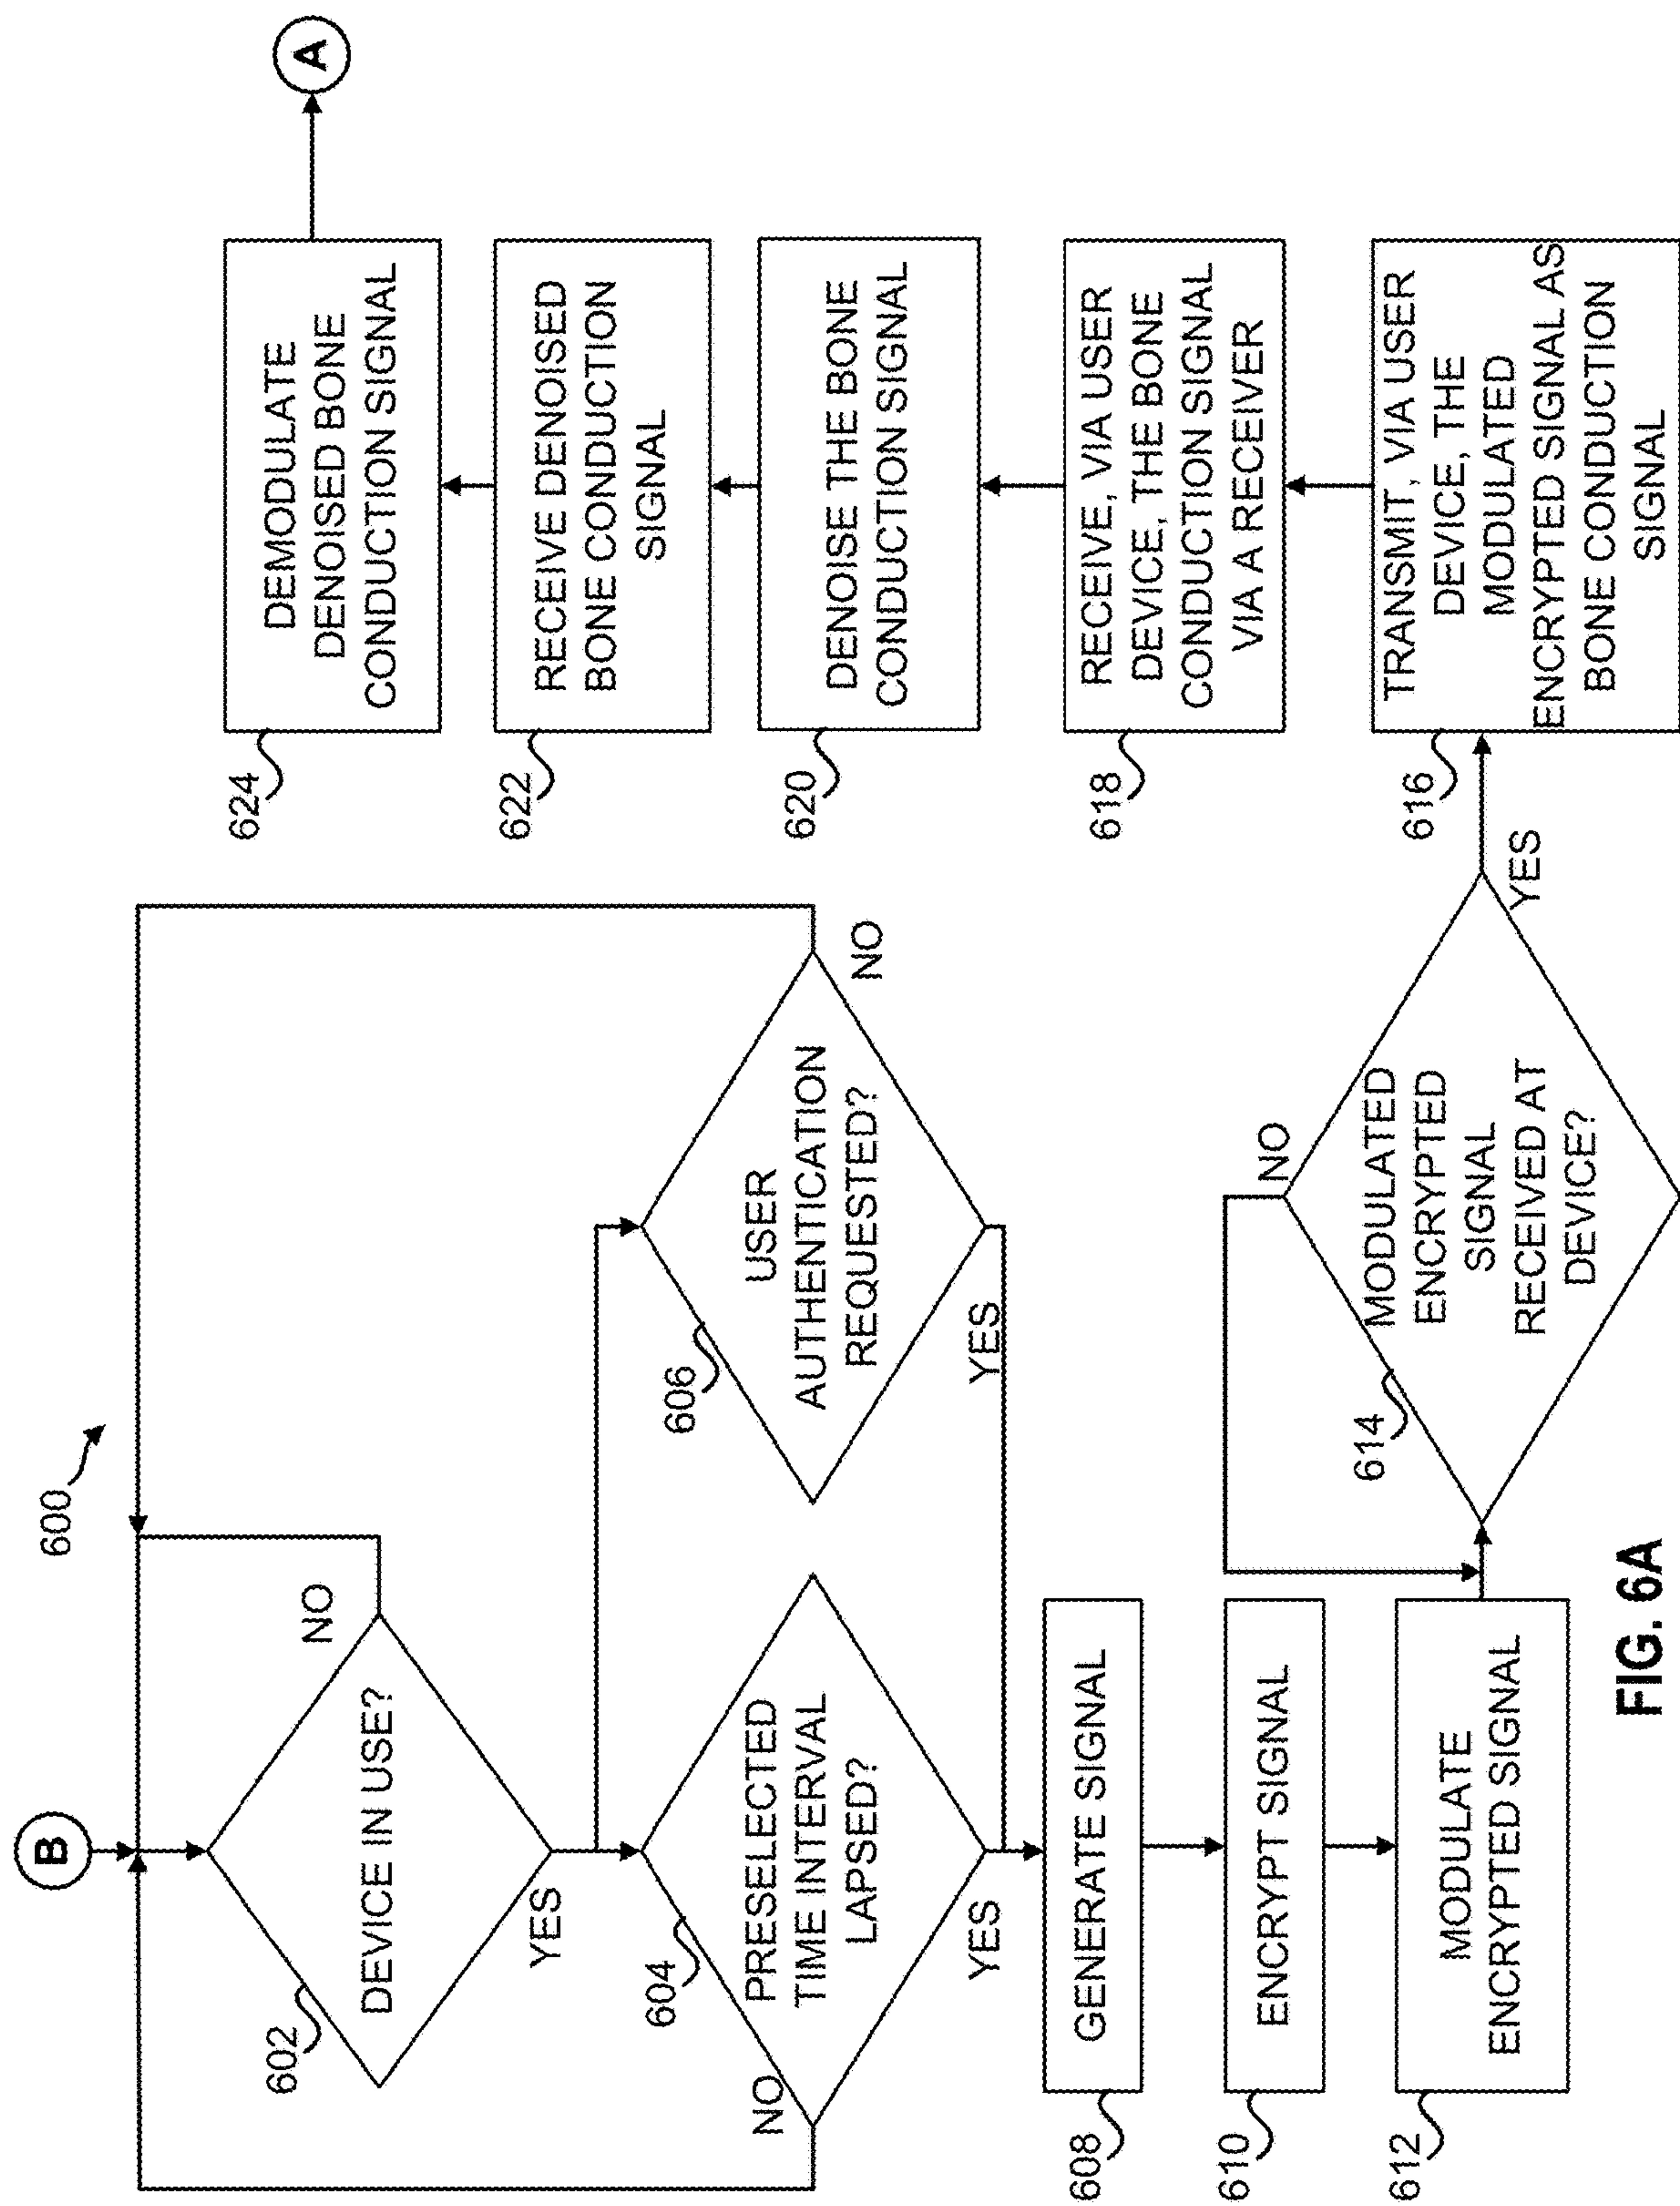 600
B
602
DEVICE IN USE?
NO
YES
604
PRESELECTED
TIME INTERVAL
LAPSED?
NO
YES
606
USER
AUTHENTICATION
REQUESTED?
NO
YES
608
GENERATE SIGNAL
610
ENCRYPT SIGNAL
612
MODULATE
ENCRYPTED SIGNAL
614
MODULATED
ENCRYPTED
SIGNAL
RECEIVED AT
DEVICE?
NO
YES
616
TRANSMIT, VIA USER
DEVICE, THE
MODULATED
ENCRYPTED SIGNAL AS
BONE CONDUCTION
SIGNAL
618
RECEIVE, VIA USER
DEVICE, THE BONE
CONDUCTION SIGNAL
VIA A RECEIVER
620
DENOISE THE BONE
CONDUCTION SIGNAL
622
RECEIVE DENOISED
BONE CONDUCTION
SIGNAL
624
DEMODULATE
DENOISED BONE
CONDUCTION SIGNAL
A
FIG. 6A